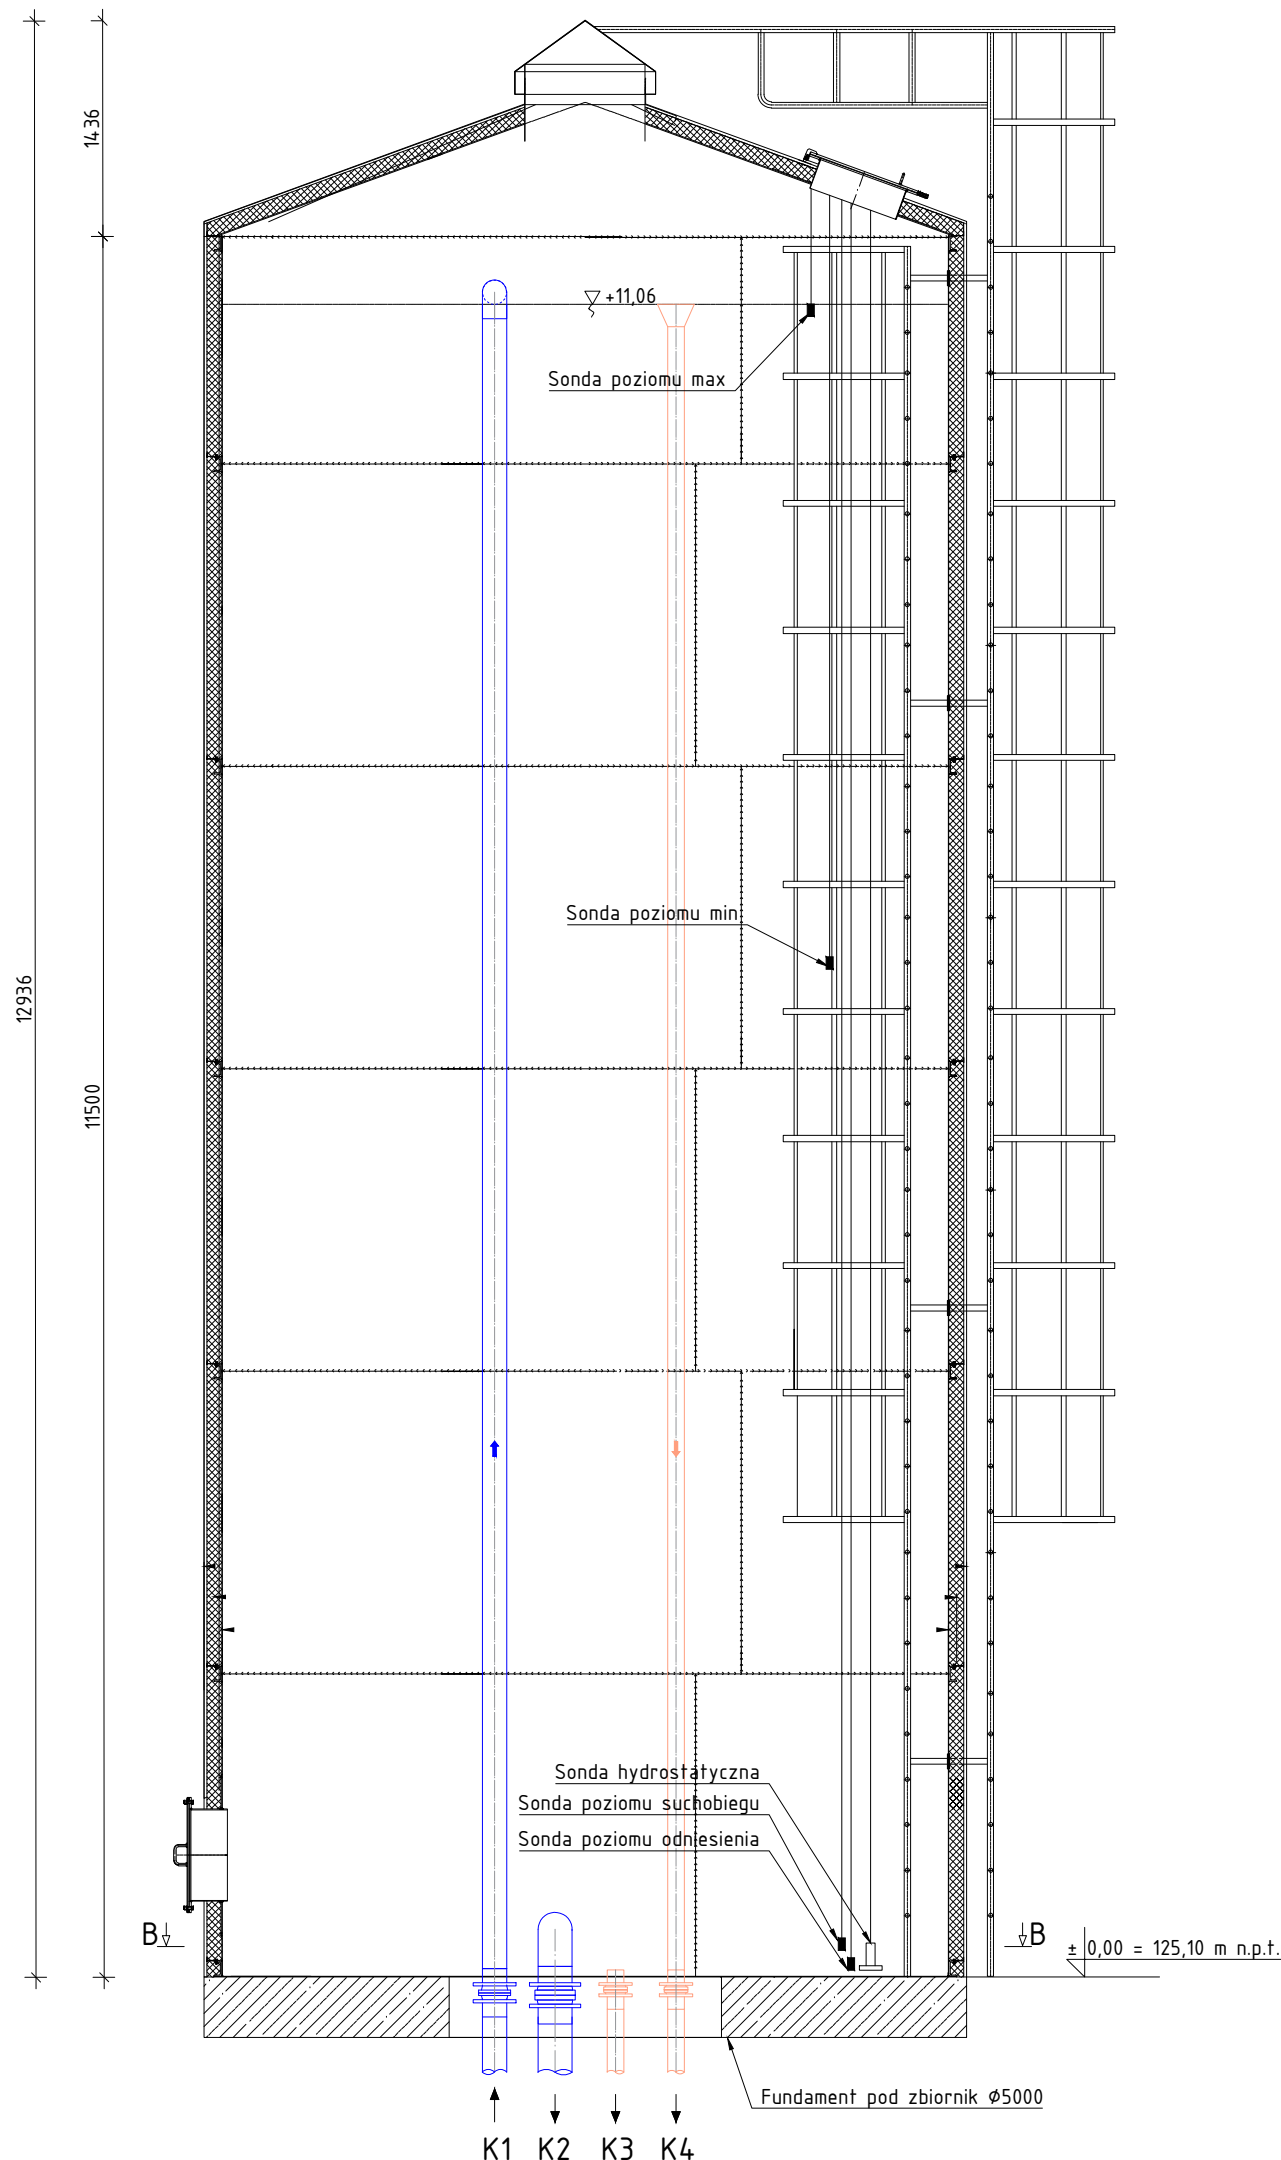 1436
+11,06
Sonda poziomu max
Sonda poziomu min
12936
11500
Sonda hydrostatyczna
Sonda poziomu suchobiegu
Sonda poziomu odniesienia
B
B
± 0,00 = 125,10 m n.p.t.
Fundament pod zbiornik Ø5000
K1 K2 K3 K4